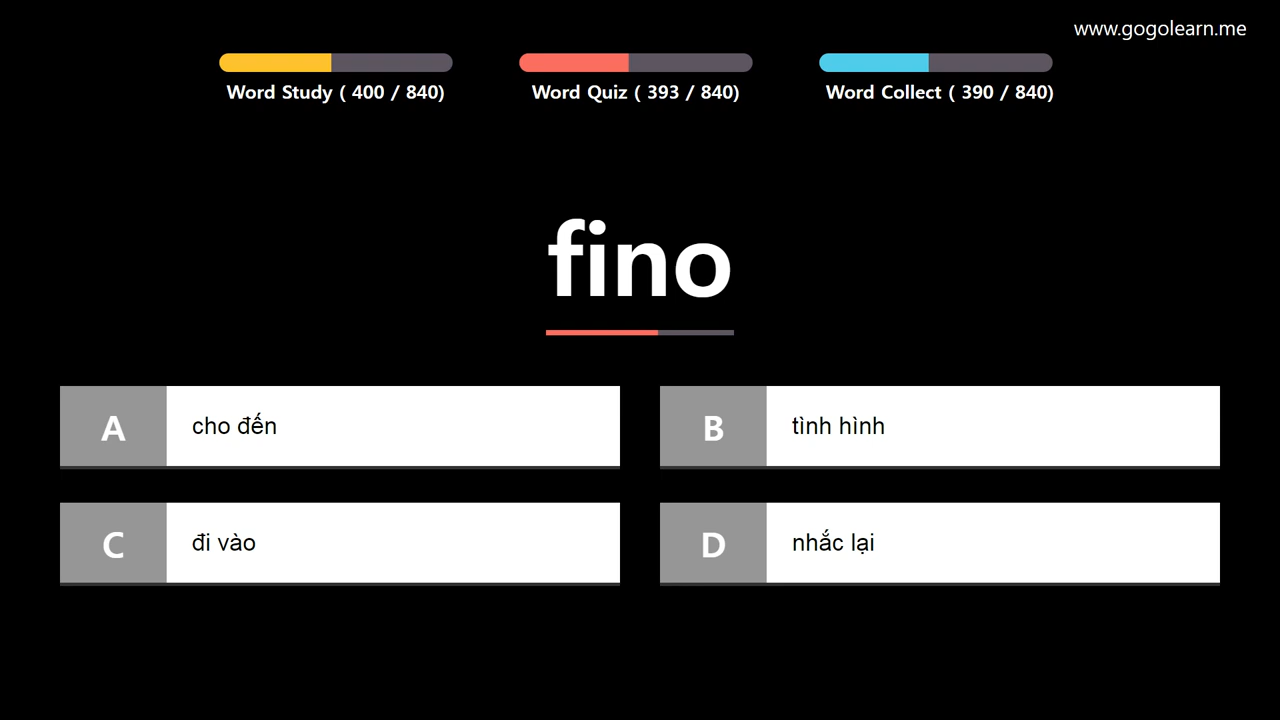 www.gogolearn.me
Word Study ( 400 / 840)
Word Quiz ( 393 / 840)
Word Collect ( 390 / 840)
fino
A
cho đến
B
tình hình
C
đi vào
D
nhắc lại